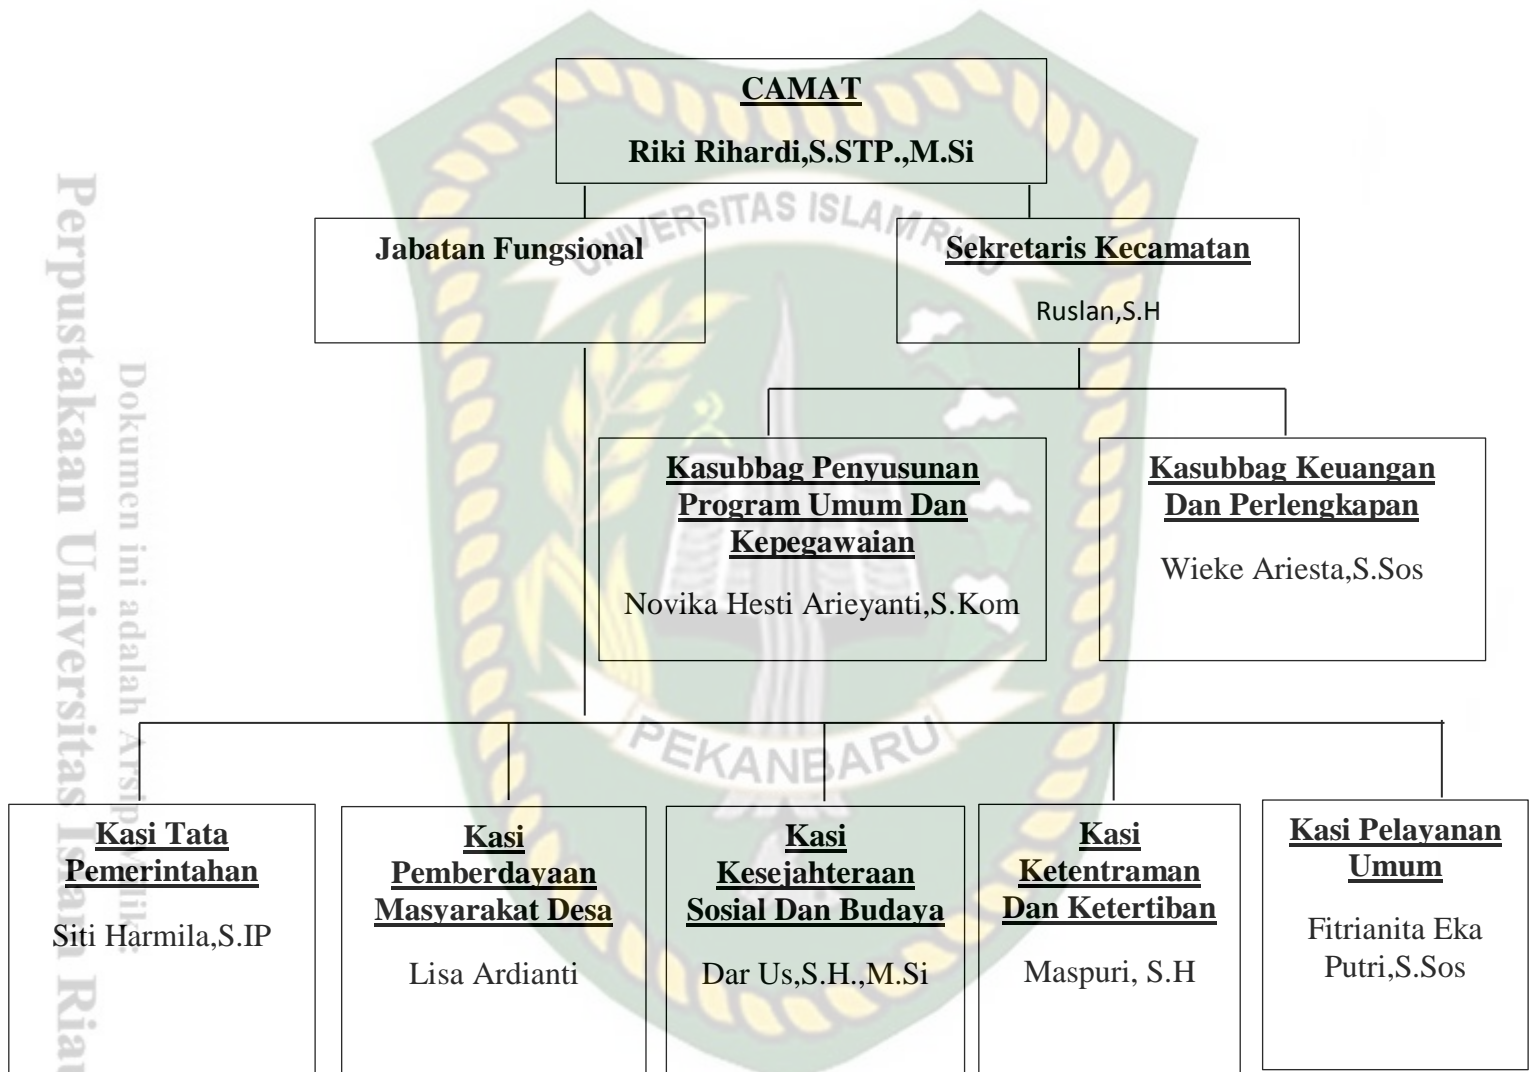 CAMAT
Riki Rihardi,S.STP.,M.Si
UNIVERSITAS ISLAM RIAU
Jabatan Fungsional
Sekretaris Kecamatan
Ruslan,S.H
Kasubbag Penyusunan
Program Umum Dan
Kepegawaian
Novika Hesti Arieyanti,S.Kom
Kasubbag Keuangan
Dan Perlengkapan
Wieke Ariesta,S.Sos
PEKANBARU
Kasi Tata
Pemerintahan
Siti Harmila,S.IP
Kasi
Pemberdayaan
Masyarakat Desa
Lisa Ardianti
Kasi
Kesejahteraan
Sosial Dan Budaya
Dar Us,S.H.,M.Si
Kasi
Ketentraman
Dan Ketertiban
Maspuri, S.H
Kasi Pelayanan
Umum
Fitrianita Eka
Putri,S.Sos
Dokumen ini adalah Arsip Milik:
Perpustakaan Universitas Islam Riau